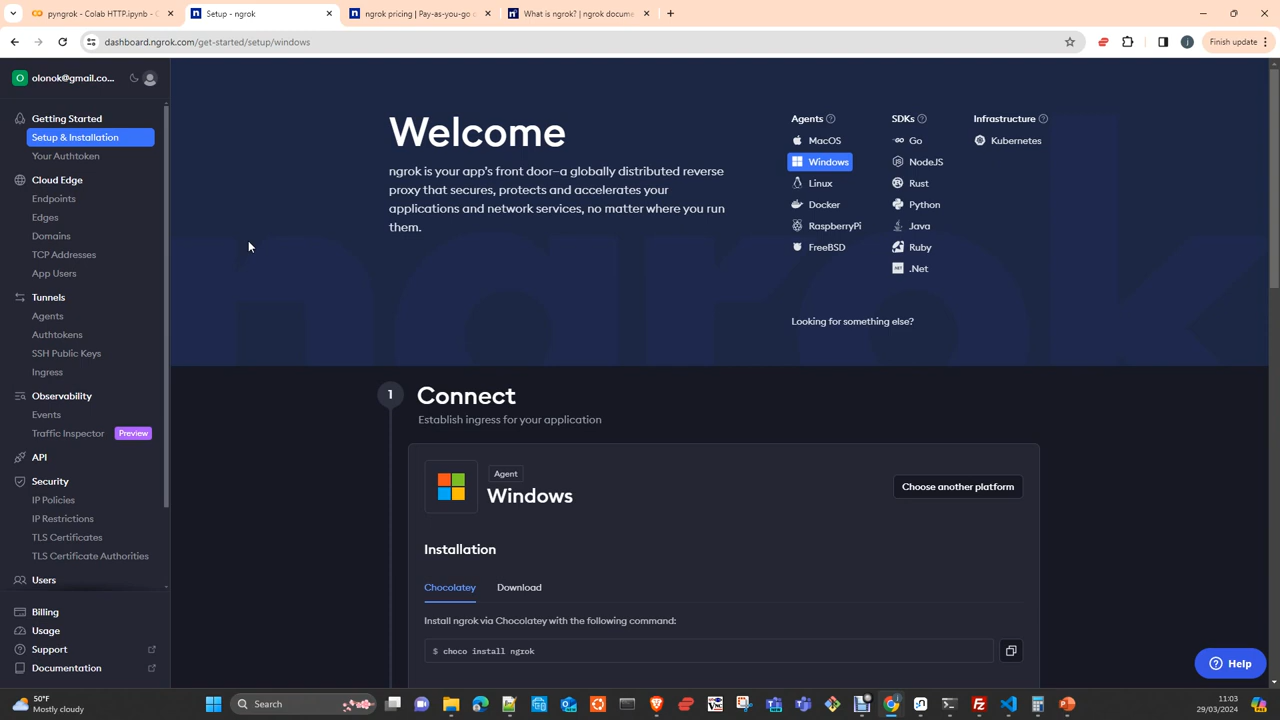 pyngrok - Colab HTTP.ipynb - C
Setup - ngrok
ngrok pricing | Pay-as-you-go o
What is ngrok? | ngrok docume
dashboard.ngrok.com/get-started/setup/windows
j
Finish update
O
olonok@gmail.co...
Getting Started
Setup & Installation
Your Authtoken
Cloud Edge
Endpoints
Edges
Domains
TCP Addresses
App Users
Tunnels
Agents
Authtokens
SSH Public Keys
Ingress
Observability
Events
Traffic Inspector Preview
API
Security
IP Policies
IP Restrictions
TLS Certificates
TLS Certificate Authorities
Users
Billing
Usage
Support
Documentation
Welcome
ngrok is your app's front door—a globally distributed reverse
proxy that secures, protects and accelerates your
applications and network services, no matter where you run
them.
Agents
MacOS
Windows
Linux
Docker
RaspberryPi
FreeBSD
SDKs
Go
NodeJS
Rust
Python
Java
Ruby
.Net
Infrastructure
Kubernetes
Looking for something else?
ngrok
1
Connect
Establish ingress for your application
Agent
Windows
Choose another platform
Installation
Chocolatey Download
Install ngrok via Chocolatey with the following command:
$ choco install ngrok
Help
50°F
Mostly cloudy
Search
11:03
29/03/2024